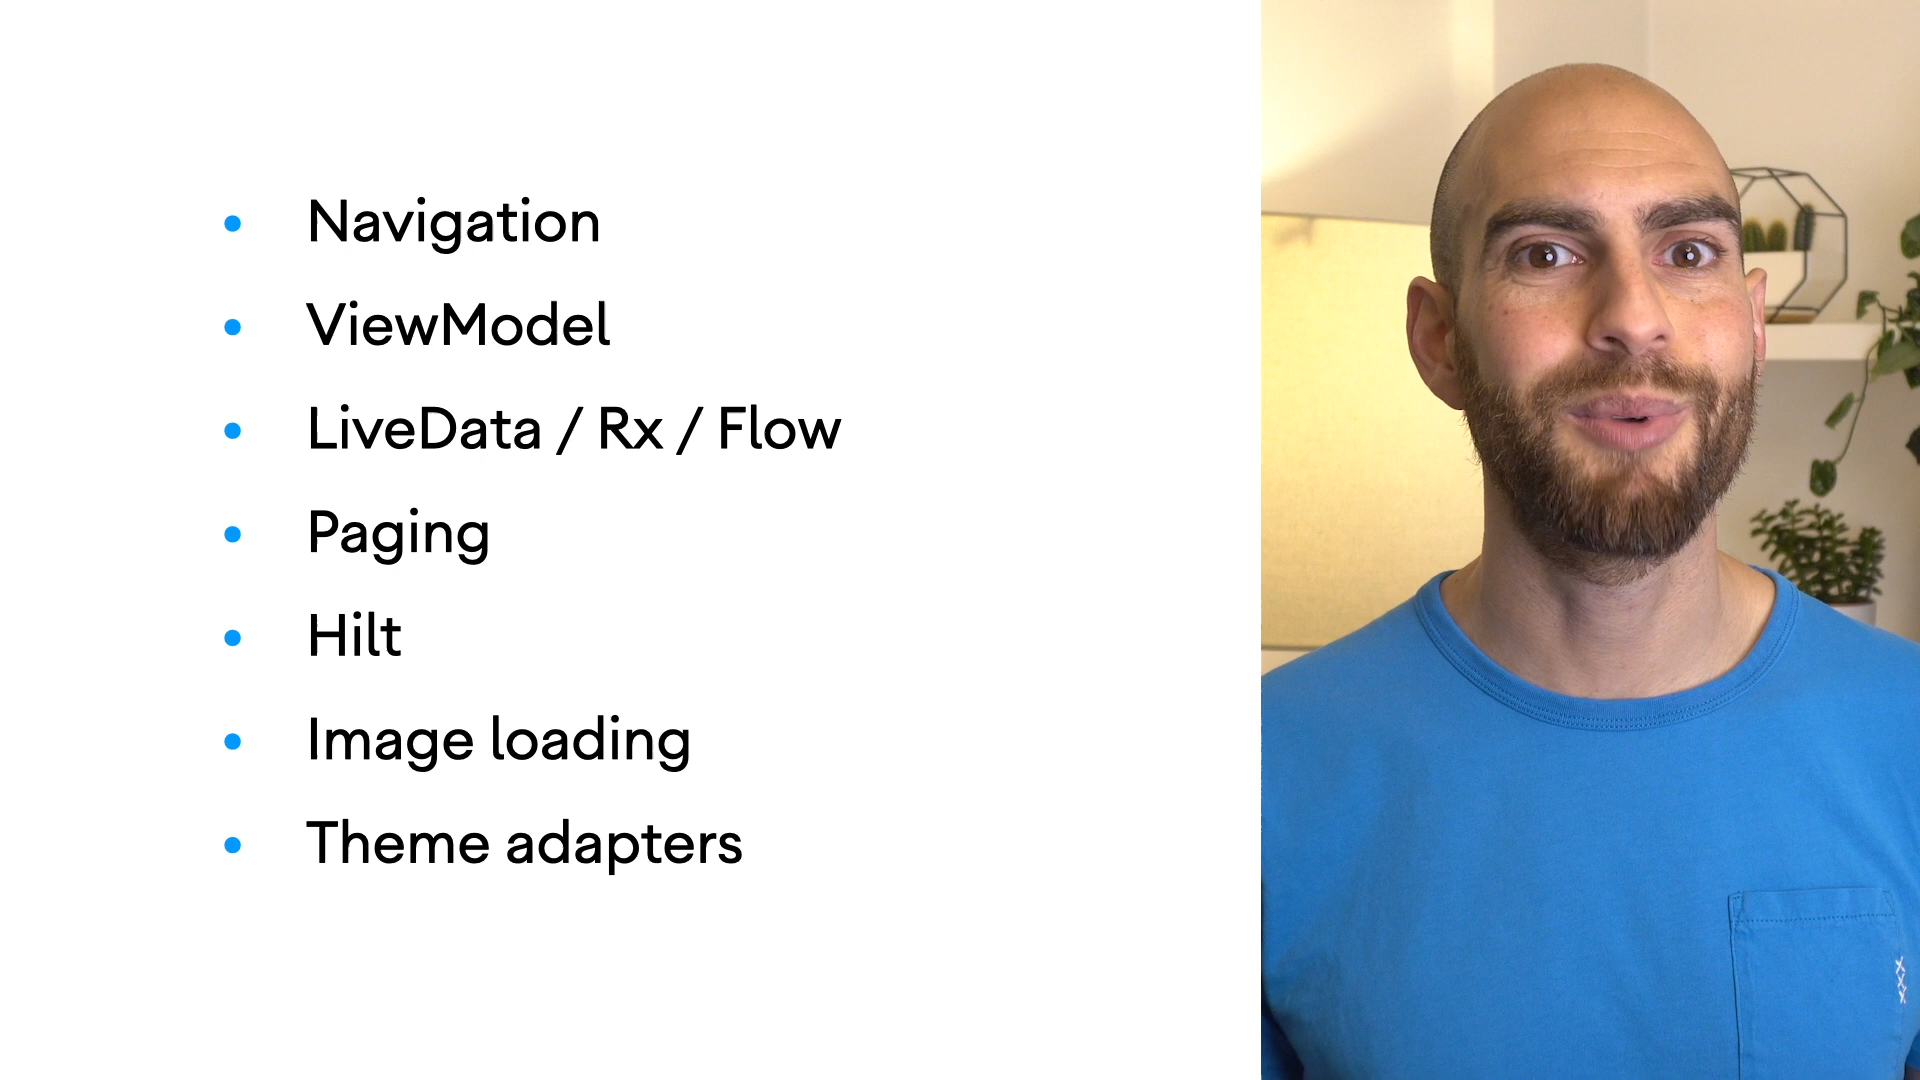 Navigation
ViewModel
LiveData / Rx / Flow
Paging
Hilt
Image loading
Theme adapters